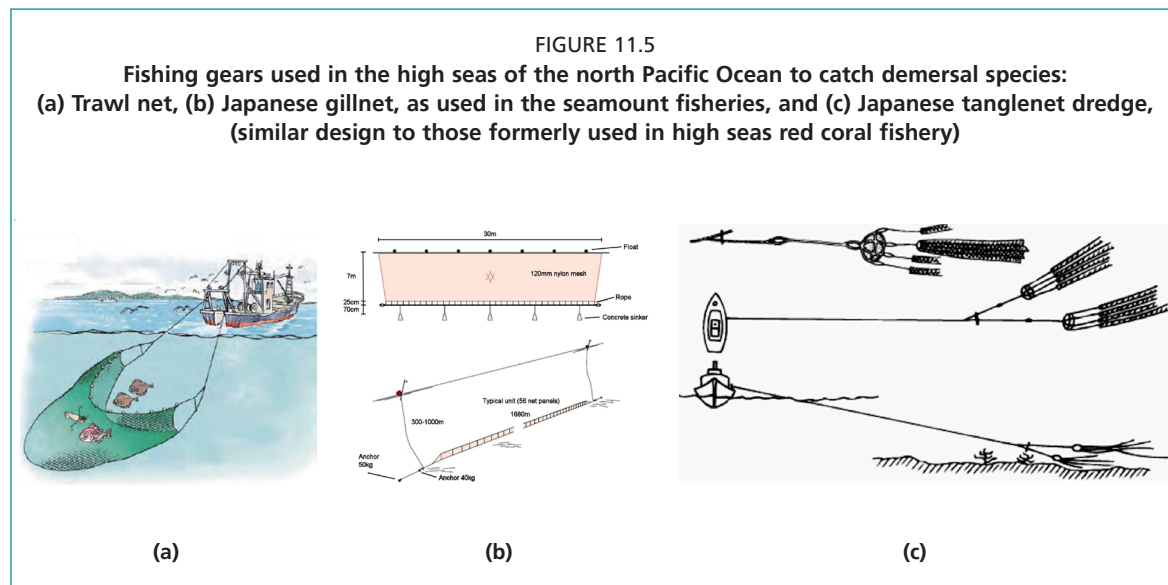 FIGURE 11.5
Fishing gears used in the high seas of the north Pacific Ocean to catch demersal species:
(a) Trawl net, (b) Japanese gillnet, as used in the seamount fisheries, and (c) Japanese tanglenet dredge,
(similar design to those formerly used in high seas red coral fishery)
30m
Float
7m
120mm nylon mesh
25cm
Rope
70cm
Concrete sinker
Typical unit (56 net panels)
1680m
300-1000m
Anchor
50kg
Anchor 40kg
(a)
(b)
(c)